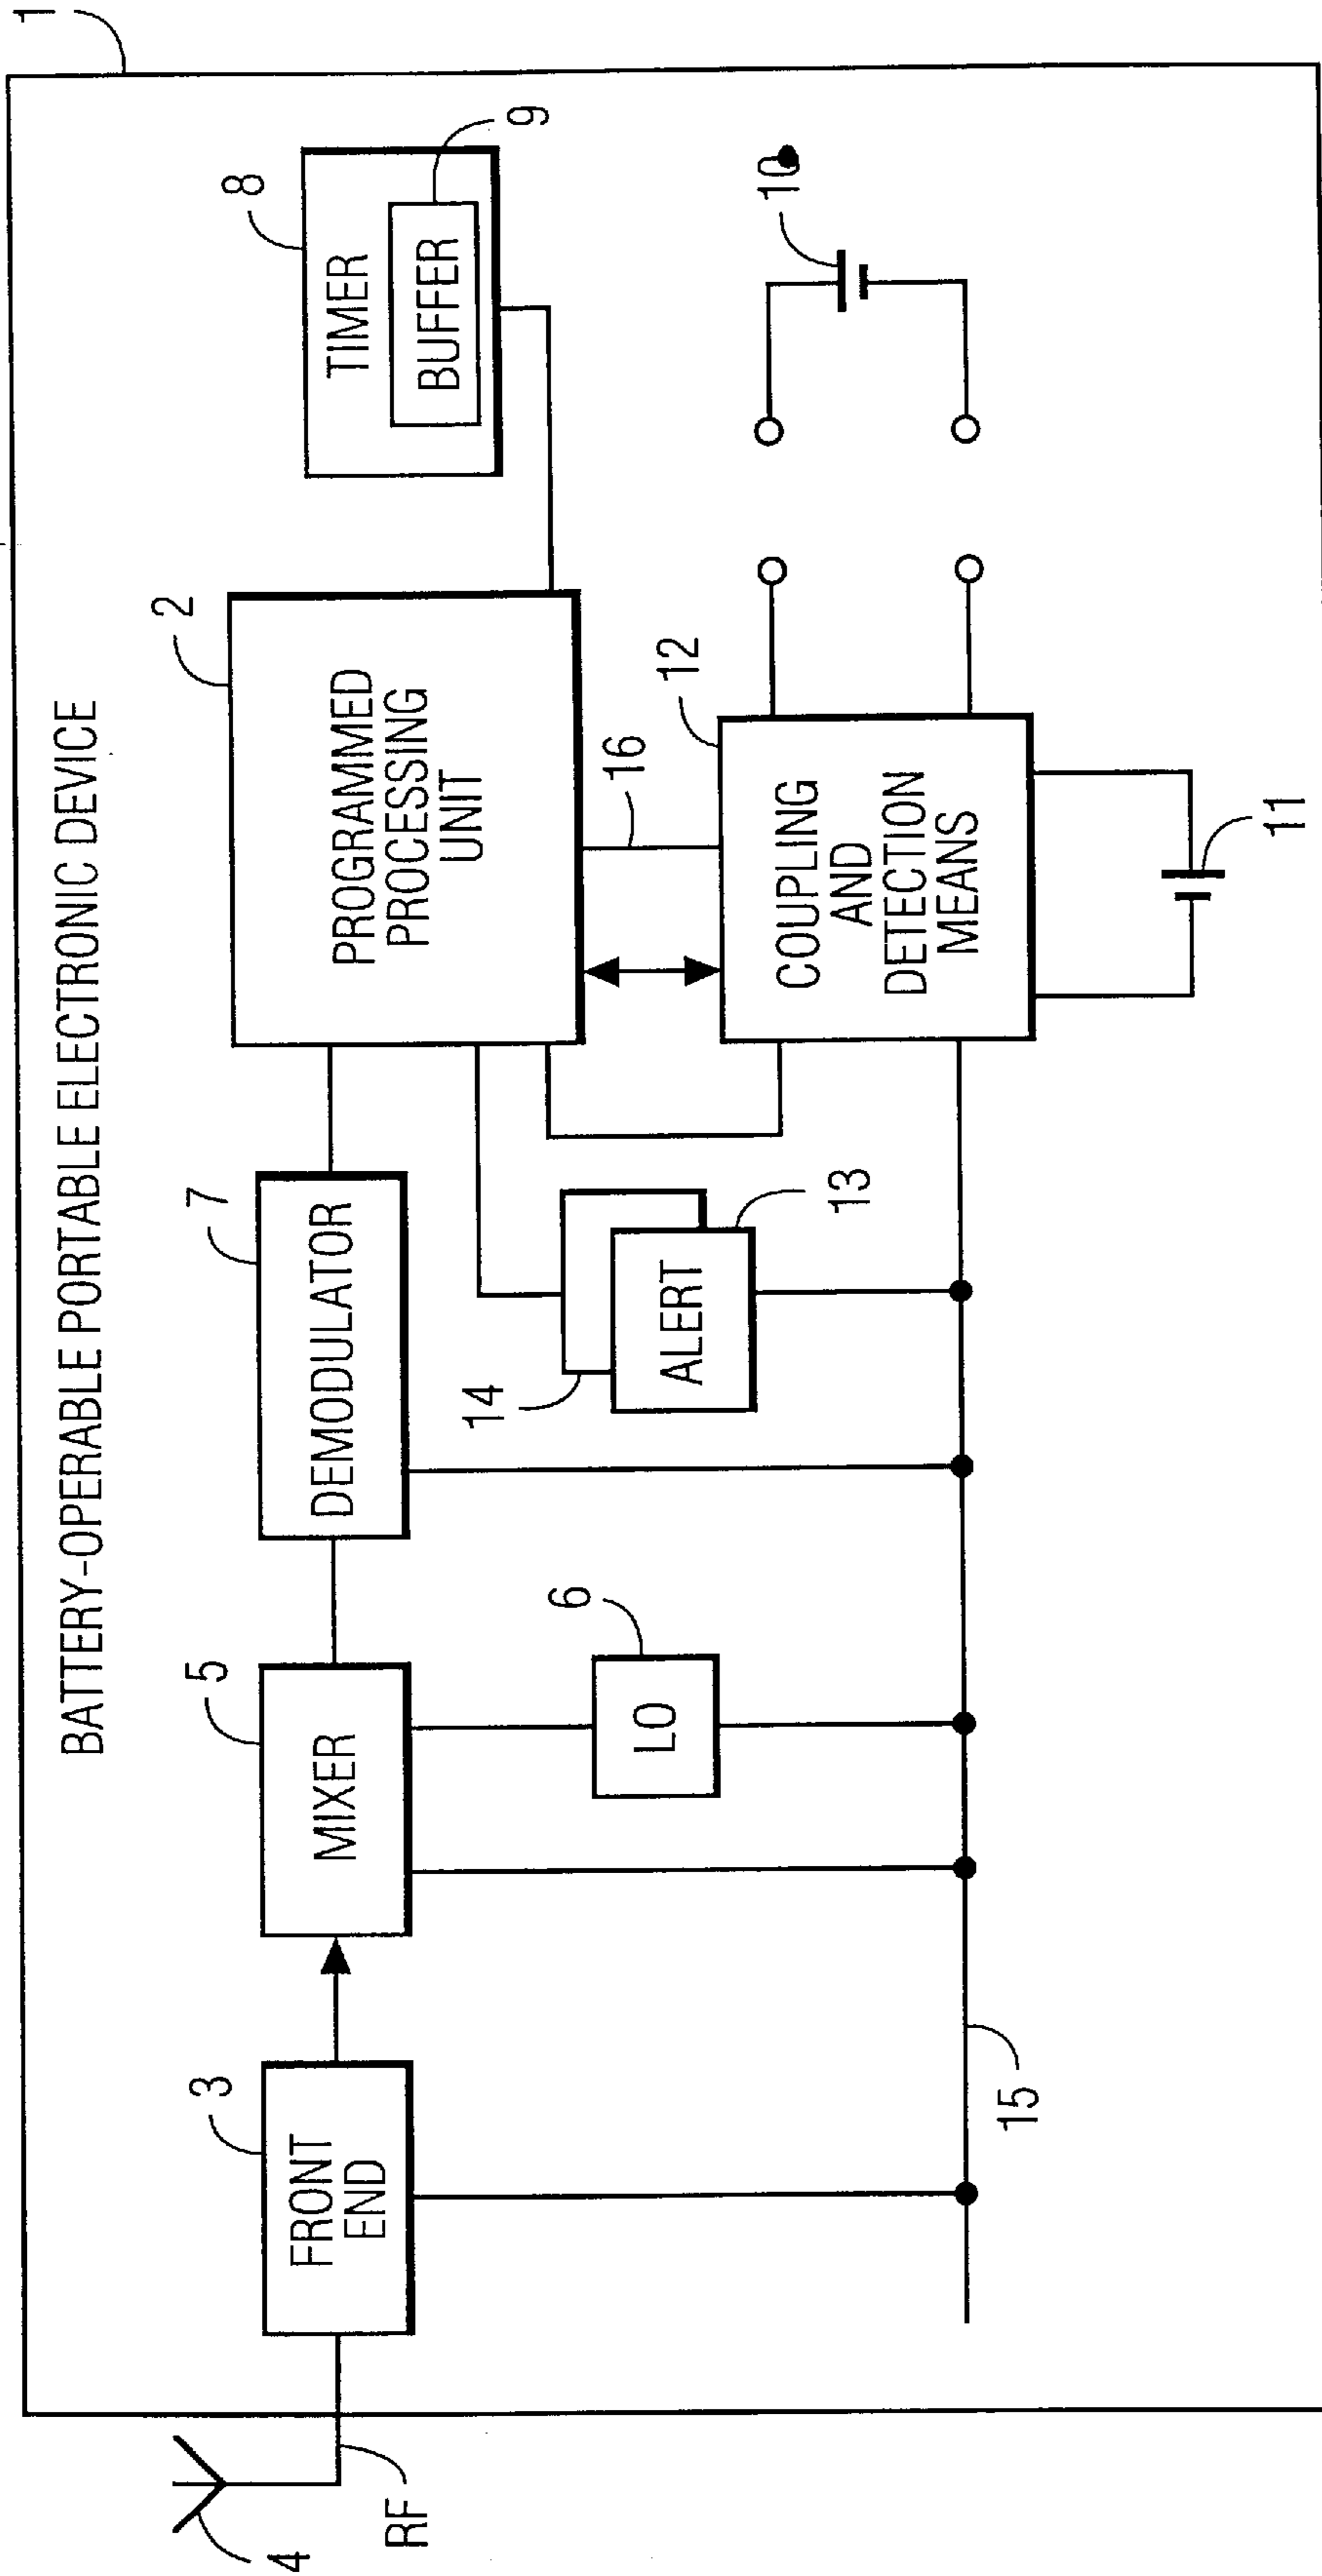 BATTERY-OPERABLE PORTABLE ELECTRONIC DEVICE
1
4
RF
3
FRONT
END
5
MIXER
6
LO
7
DEMODULATOR
14
ALERT
13
2
PROGRAMMED
PROCESSING
UNIT
8
TIMER
BUFFER
9
16
12
COUPLING
AND
DETECTION
MEANS
10
11
15